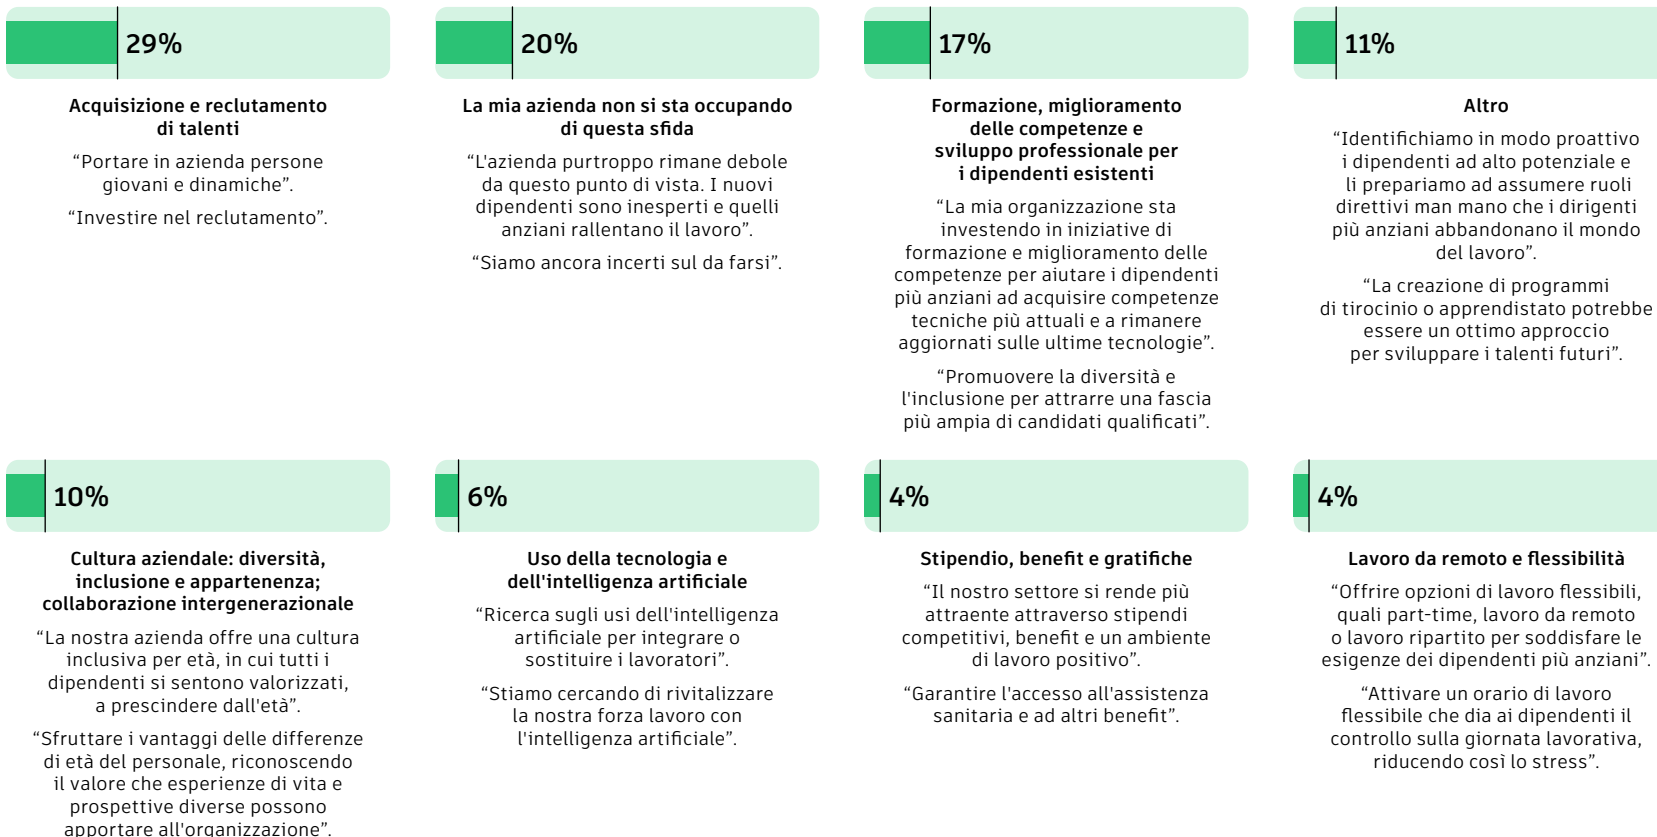 29%
Acquisizione e reclutamento
di talenti
“Portare in azienda persone
giovani e dinamiche”.
“Investire nel reclutamento”.
20%
La mia azienda non si sta occupando
di questa sfida
“L'azienda purtroppo rimane debole
da questo punto di vista. I nuovi
dipendenti sono inesperti e quelli
anziani rallentano il lavoro”.
“Siamo ancora incerti sul da farsi”.
17%
Formazione, miglioramento
delle competenze e
sviluppo professionale per
i dipendenti esistenti
“La mia organizzazione sta
investendo in iniziative di
formazione e miglioramento delle
competenze per aiutare i dipendenti
più anziani ad acquisire competenze
tecniche più attuali e a rimanere
aggiornati sulle ultime tecnologie”.
“Promuovere la diversità e
l'inclusione per attrarre una fascia
più ampia di candidati qualificati”.
11%
Altro
“Identifichiamo in modo proattivo
i dipendenti ad alto potenziale e
li prepariamo ad assumere ruoli
direttivi man mano che i dirigenti
più anziani abbandonano il mondo
del lavoro”.
“La creazione di programmi
di tirocinio o apprendistato potrebbe
essere un ottimo approccio
per sviluppare i talenti futuri”.
10%
Cultura aziendale: diversità,
inclusione e appartenenza;
collaborazione intergenerazionale
“La nostra azienda offre una cultura
inclusiva per età, in cui tutti i
dipendenti si sentono valorizzati,
a prescindere dall'età”.
“Sfruttare i vantaggi delle differenze
di età del personale, riconoscendo
il valore che esperienze di vita e
prospettive diverse possono
apportare all'organizzazione”.
6%
Uso della tecnologia e
dell'intelligenza artificiale
“Ricerca sugli usi dell'intelligenza
artificiale per integrare o
sostituire i lavoratori”.
“Stiamo cercando di rivitalizzare
la nostra forza lavoro con
l'intelligenza artificiale”.
4%
Stipendio, benefit e gratifiche
“Il nostro settore si rende più
attraente attraverso stipendi
competitivi, benefit e un ambiente
di lavoro positivo”.
“Garantire l'accesso all'assistenza
sanitaria e ad altri benefit”.
4%
Lavoro da remoto e flessibilità
“Offrire opzioni di lavoro flessibili,
quali part-time, lavoro da remoto
o lavoro ripartito per soddisfare le
esigenze dei dipendenti più anziani”.
“Attivare un orario di lavoro
flessibile che dia ai dipendenti il
controllo sulla giornata lavorativa,
riducendo così lo stress”.